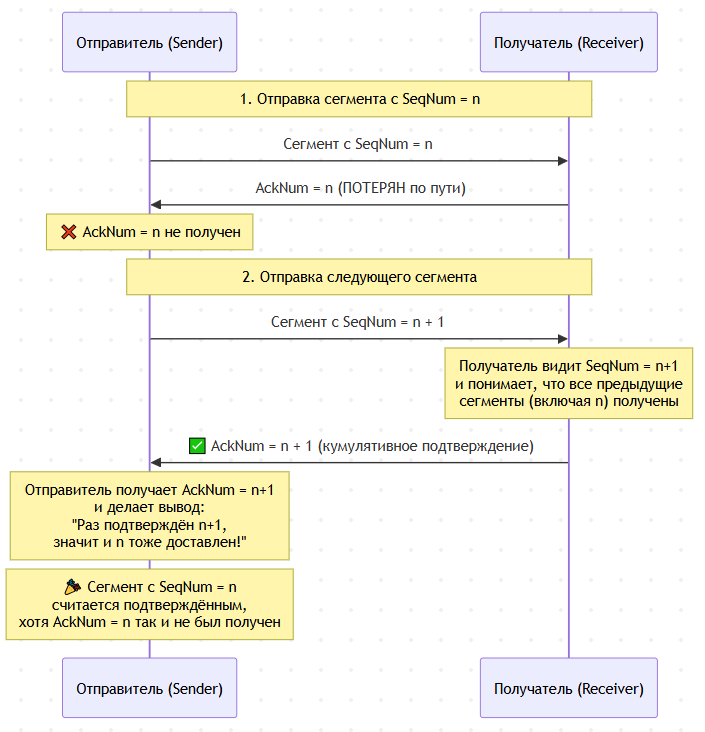 Отправитель (Sender)
Получатель (Receiver)
1. Отправка сегмента с SeqNum = n
Сегмент с SeqNum = n
AckNum = n (ПОТЕРЯН по пути)
❌ AckNum = n не получен
2. Отправка следующего сегмента
Сегмент с SeqNum = n + 1
Получатель видит SeqNum = n+1
и понимает, что все предыдущие
сегменты (включая n) получены
✅ AckNum = n + 1 (кумулятивное подтверждение)
Отправитель получает AckNum = n+1
и делает вывод:
"Раз подтверждён n+1,
значит и n тоже доставлен!"
🎉 Сегмент с SeqNum = n
считается подтверждённым,
хотя AckNum = n так и не был получен
Отправитель (Sender)
Получатель (Receiver)